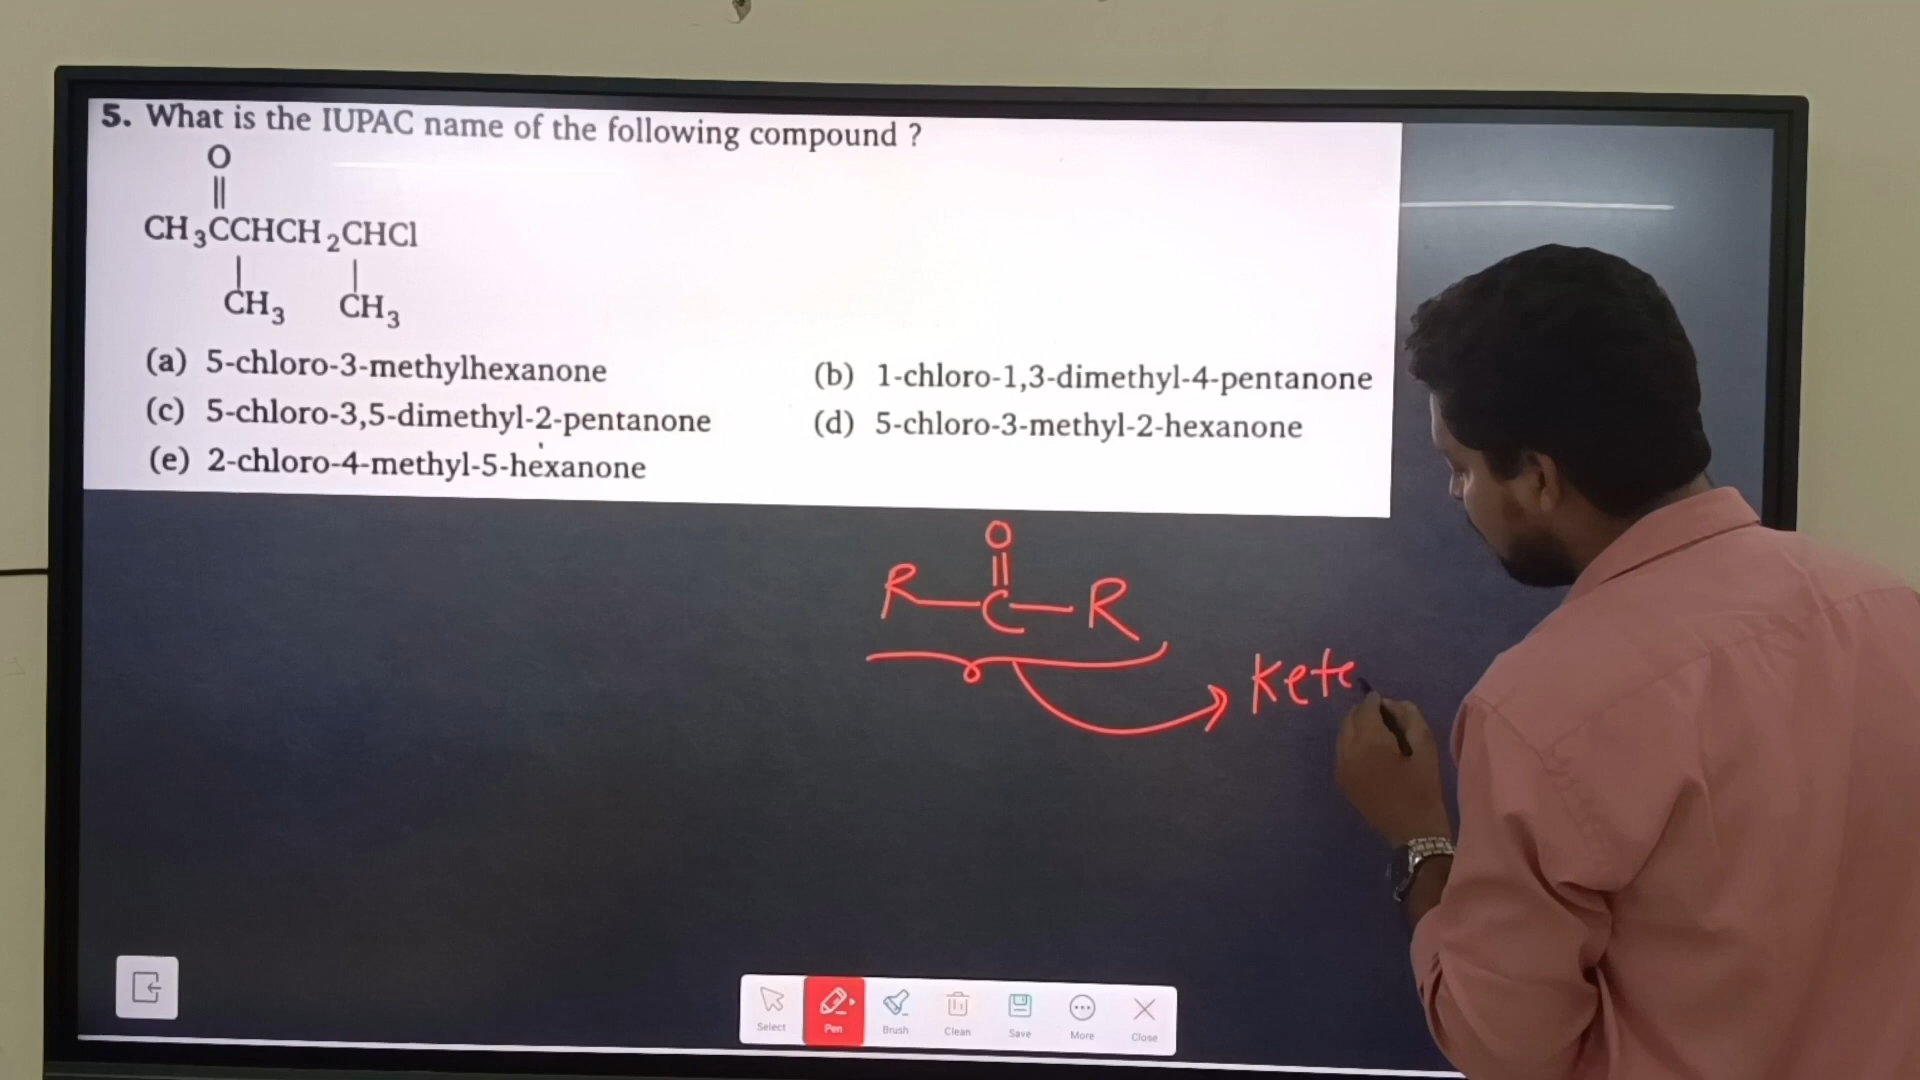 5. What is the IUPAC name of the following compound ?
O
||
CH3CCHCH2CHCl
| |
CH3 CH3
(a) 5-chloro-3-methylhexanone
(b) 1-chloro-1,3-dimethyl-4-pentanone
(c) 5-chloro-3,5-dimethyl-2-pentanone
(d) 5-chloro-3-methyl-2-hexanone
(e) 2-chloro-4-methyl-5-hexanone
O
||
R—C—R
Kete
Select Pen Brush Clean Save More Close